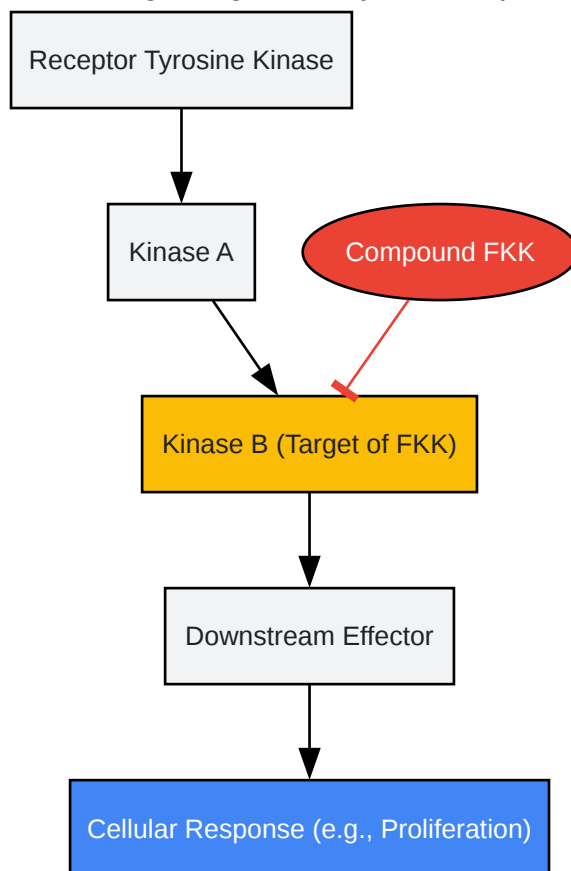 Receptor Tyrosine Kinase
Kinase A
Compound FKK
Kinase B (Target of FKK)
Downstream Effector
Cellular Response (e.g., Proliferation)